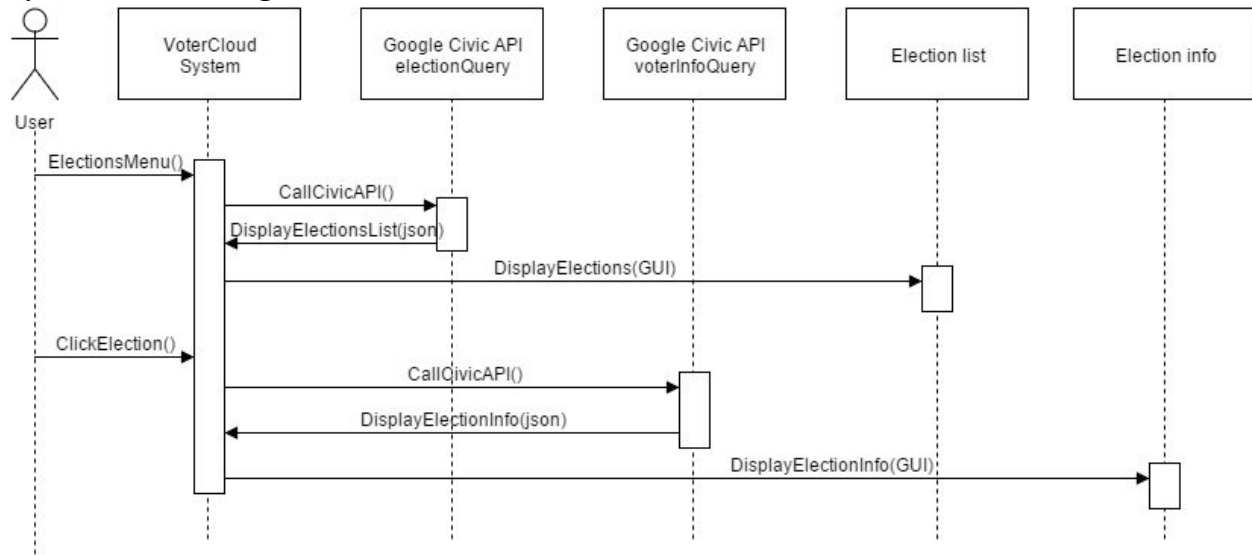 VoterCloud
System
Google Civic API
electionQuery
Google Civic API
voterInfoQuery
Election list
Election info
User
ElectionsMenu()
CallCivicAPI()
DisplayElectionsList(json)
DisplayElections(GUI)
ClickElection()
CallCivicAPI()
DisplayElectionInfo(json)
DisplayElectionInfo(GUI)